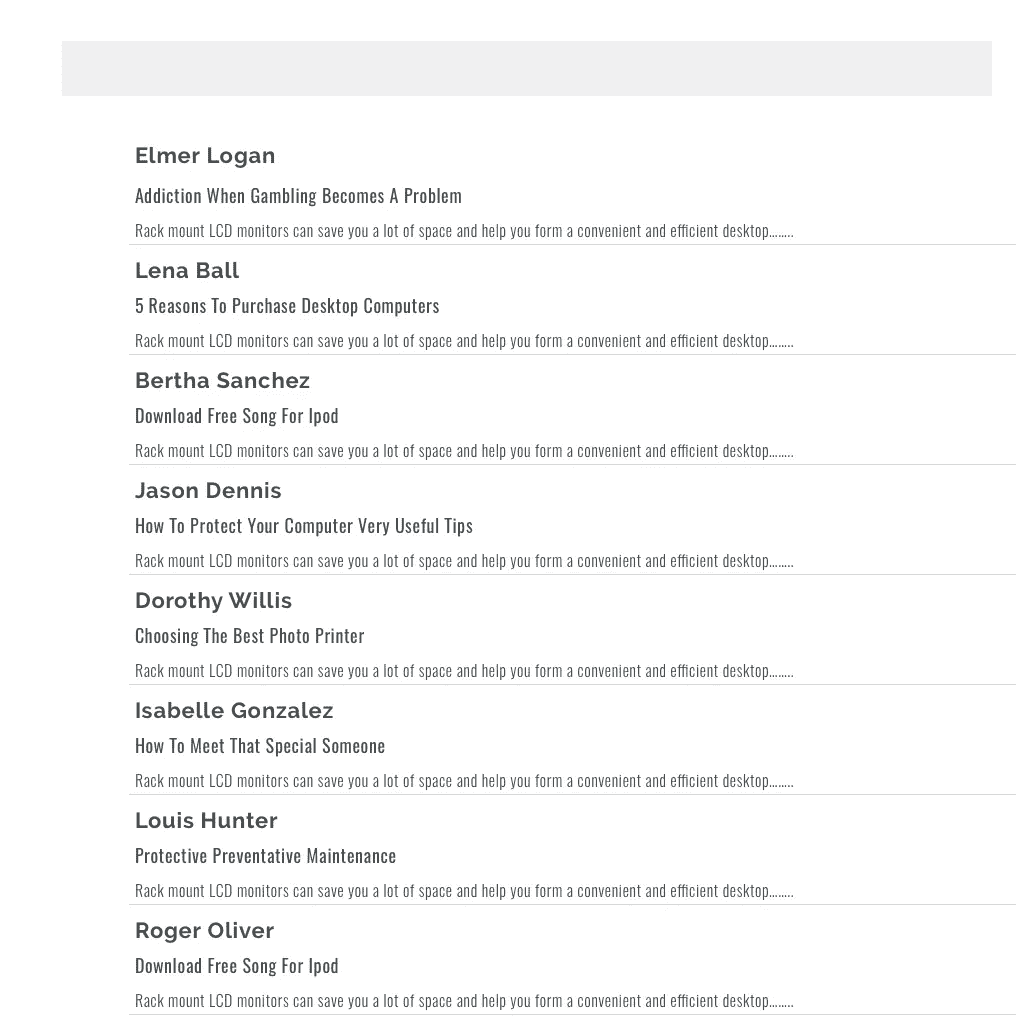 Elmer Logan
Addiction When Gambling Becomes A Problem
Rack mount LCD monitors can save you a lot of space and help you form a convenient and efficient desktop........
Lena Ball
5 Reasons To Purchase Desktop Computers
Rack mount LCD monitors can save you a lot of space and help you form a convenient and efficient desktop........
Bertha Sanchez
Download Free Song For Ipod
Rack mount LCD monitors can save you a lot of space and help you form a convenient and efficient desktop........
Jason Dennis
How To Protect Your Computer Very Useful Tips
Rack mount LCD monitors can save you a lot of space and help you form a convenient and efficient desktop........
Dorothy Willis
Choosing The Best Photo Printer
Rack mount LCD monitors can save you a lot of space and help you form a convenient and efficient desktop........
Isabelle Gonzalez
How To Meet That Special Someone
Rack mount LCD monitors can save you a lot of space and help you form a convenient and efficient desktop........
Louis Hunter
Protective Preventative Maintenance
Rack mount LCD monitors can save you a lot of space and help you form a convenient and efficient desktop........
Roger Oliver
Download Free Song For Ipod
Rack mount LCD monitors can save you a lot of space and help you form a convenient and efficient desktop........